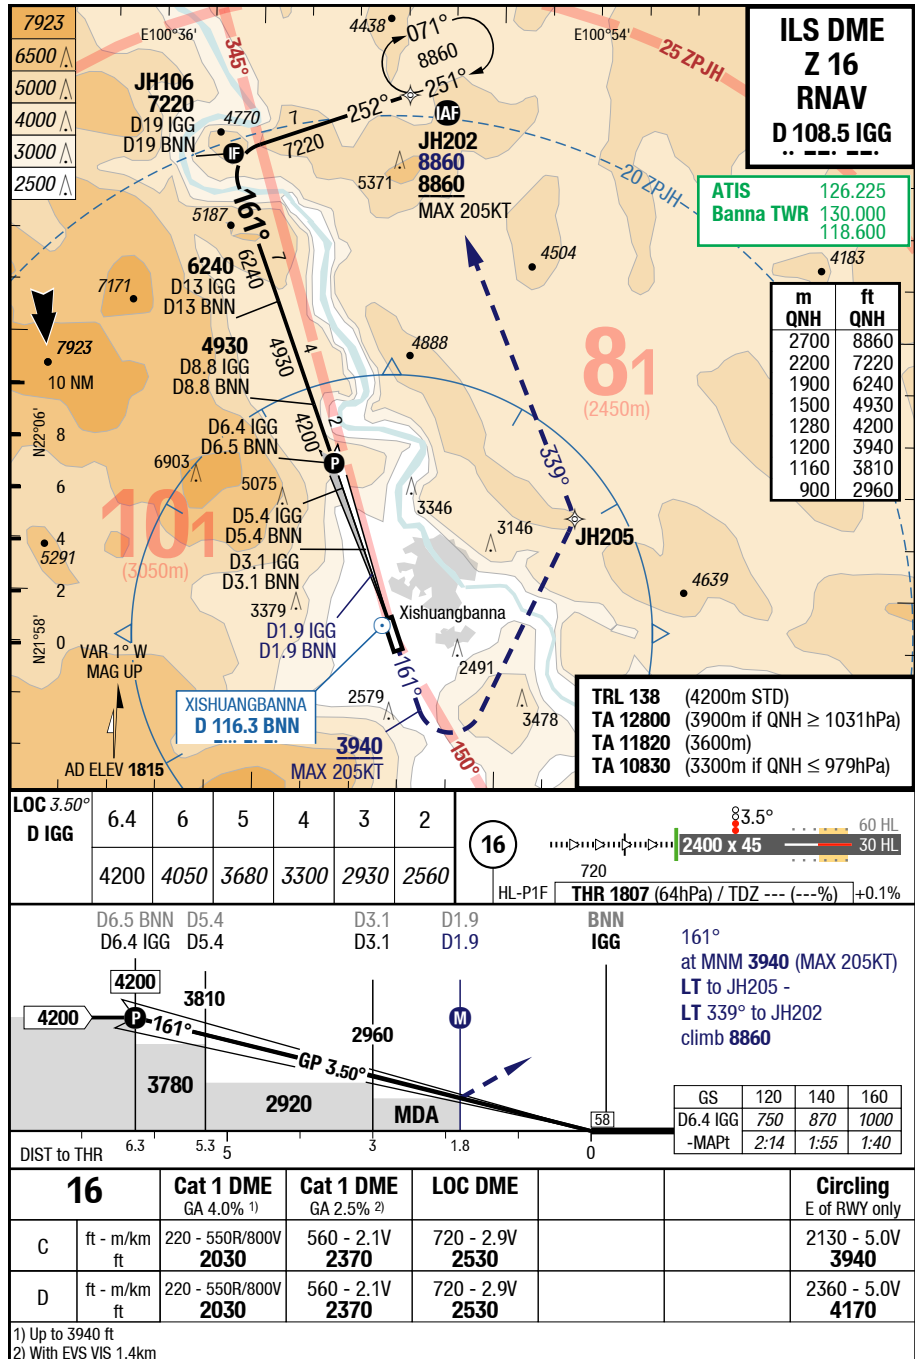 7923
6500
5000
4000
3000
2500
4438
E100°36'
E100°54'
345°
071°
8860
251°
252°
25 ZPJH
ILS DME
Z 16
RNAV
D 108.5 IGG
JH106
7220
D19 IGG
D19 BNN
4770
IF
7
7220
IAF
JH202
8860
8860
MAX 205KT
5371
20 ZPJH
ATIS 126.225
Banna TWR 130.000
118.600
5187
161°
7
6240
6240
D13 IGG
D13 BNN
4504
4183
7171
7923
10 NM
4930
D8.8 IGG
D8.8 BNN
4
4930
4888
81
(2450m)
m ft
QNH QNH
2700 8860
2200 7220
1900 6240
1500 4930
1280 4200
1200 3940
1160 3810
900 2960
N22°06'
8
6
4
2
0
N21°58'
D6.4 IGG
D6.5 BNN
4200
2
P
339°
6903
5075
101
(3050m)
5291
D5.4 IGG
D5.4 BNN
3346
3146
JH205
D3.1 IGG
D3.1 BNN
4639
3379
D1.9 IGG
D1.9 BNN
Xishuangbanna
VAR 1° W
MAG UP
XISHUANGBANNA
D 116.3 BNN
161°
2491
2579
3478
3940
MAX 205KT
150°
AD ELEV 1815
TRL 138 (4200m STD)
TA 12800 (3900m if QNH ≥ 1031hPa)
TA 11820 (3600m)
TA 10830 (3300m if QNH ≤ 979hPa)
LOC 3.50°
D IGG
6.4 6 5 4 3 2
4200 4050 3680 3300 2930 2560
16
3.5°
60 HL
2400 x 45
30 HL
720
HL-P1F THR 1807 (64hPa) / TDZ --- (---%) +0.1%
D6.5 BNN D5.4 D3.1 D1.9 BNN
D6.4 IGG D5.4 D3.1 D1.9 IGG
4200
3810
4200
P
161°
2960
M
GP 3.50°
3780
2920
MDA
58
161°
at MNM 3940 (MAX 205KT)
LT to JH205 -
LT 339° to JH202
climb 8860
GS 120 140 160
D6.4 IGG 750 870 1000
-MAPt 2:14 1:55 1:40
DIST to THR 6.3 5.3 5 3 1.8 0
16 Cat 1 DME Cat 1 DME LOC DME Circling
GA 4.0% 1) GA 2.5% 2) E of RWY only
C ft - m/km 220 - 550R/800V 560 - 2.1V 720 - 2.9V 2130 - 5.0V
ft 2030 2370 2530 3940
D ft - m/km 220 - 550R/800V 560 - 2.1V 720 - 2.9V 2360 - 5.0V
ft 2030 2370 2530 4170
1) Up to 3940 ft
2) With EVS VIS 1.4km